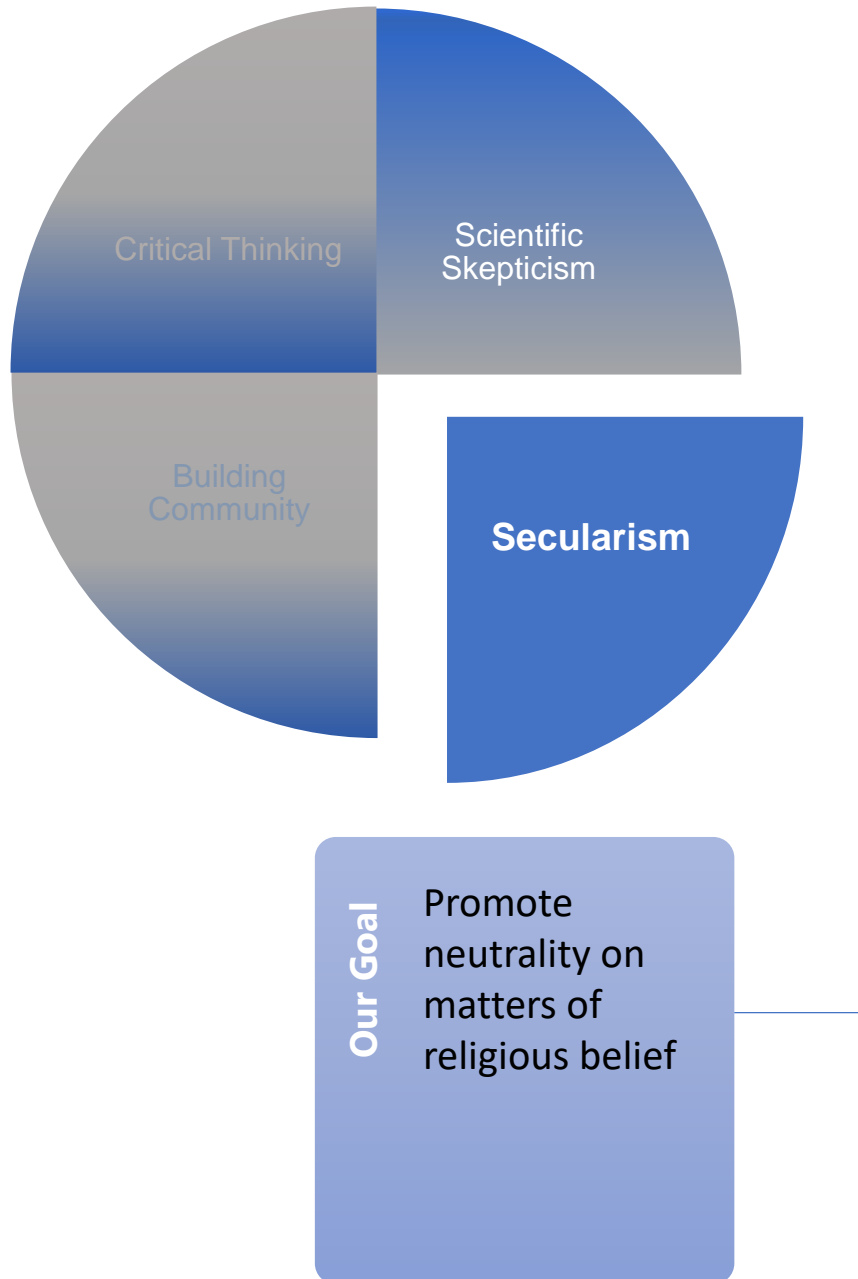 Critical Thinking
Scientific
Skepticism
Building
Community
Secularism
Our Goal
Promote
neutrality on
matters of
religious belief